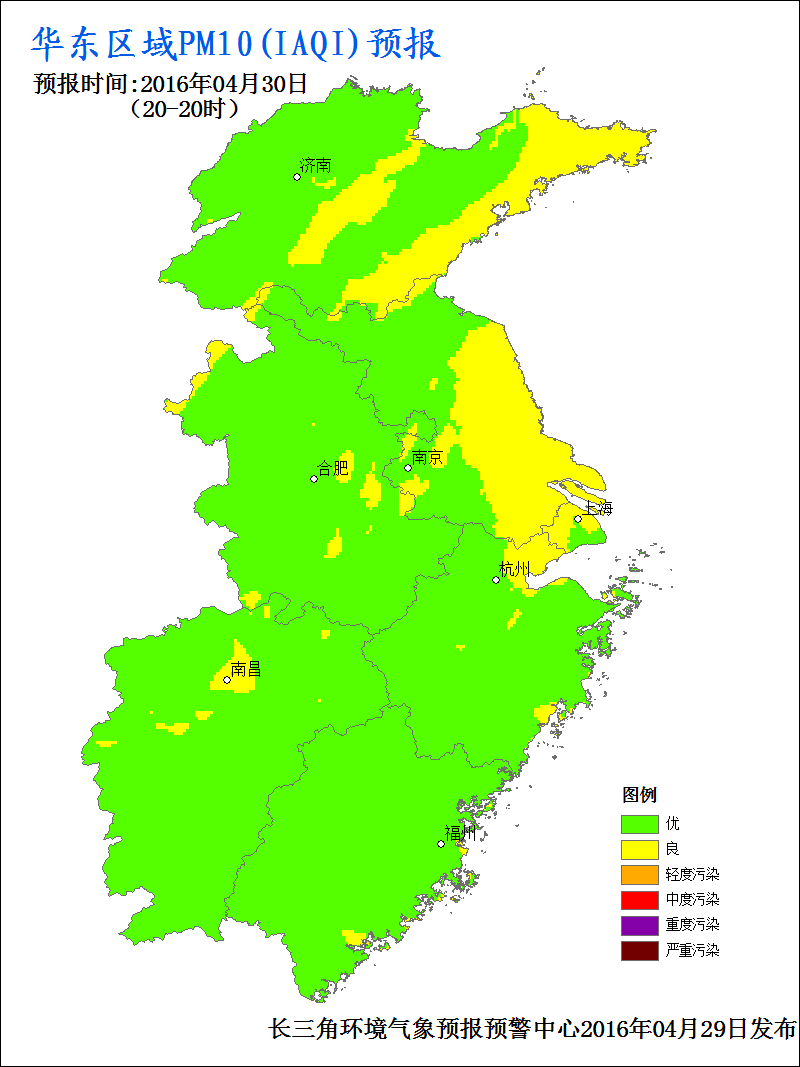 华东区域PM10(IAQI)预报
预报时间:2016年04月30日
（20-20时）
济南
合肥
南京
上海
杭州
南昌
福州
图例
优
良
轻度污染
中度污染
重度污染
严重污染
长三角环境气象预报预警中心2016年04月29日发布